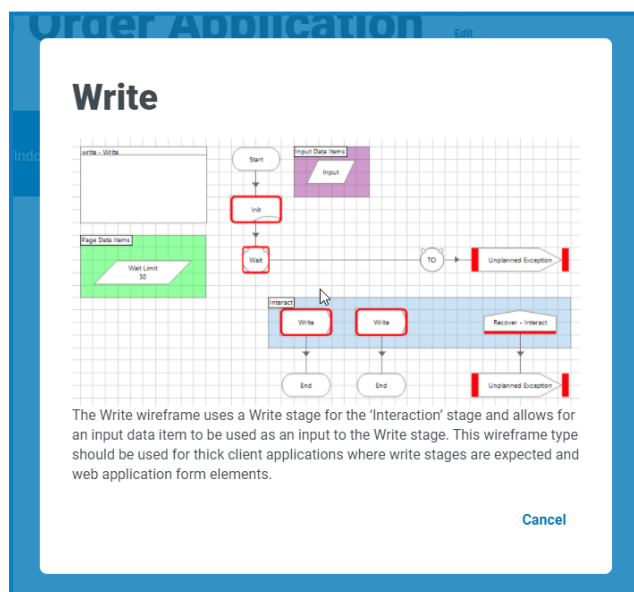 Order Application
Edit
indo
Write
write - Write
Start
Input Data Items
Input
Init
Page Data Items
Wait Limit
30
Wait
TO
Unplanned Exception
Interact
Write
Write
Recover - Interact
End
End
Unplanned Exception
The Write wireframe uses a Write stage for the ‘Interaction’ stage and allows for
an input data item to be used as an input to the Write stage. This wireframe type
should be used for thick client applications where write stages are expected and
web application form elements.
Cancel